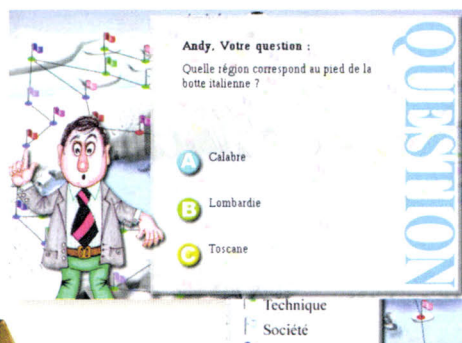 Andy, Votre question :
Quelle région correspond au pied de la
botte italienne ?
A Calabre
B Lombardie
C Toscane
QUESTION
Technique
Société